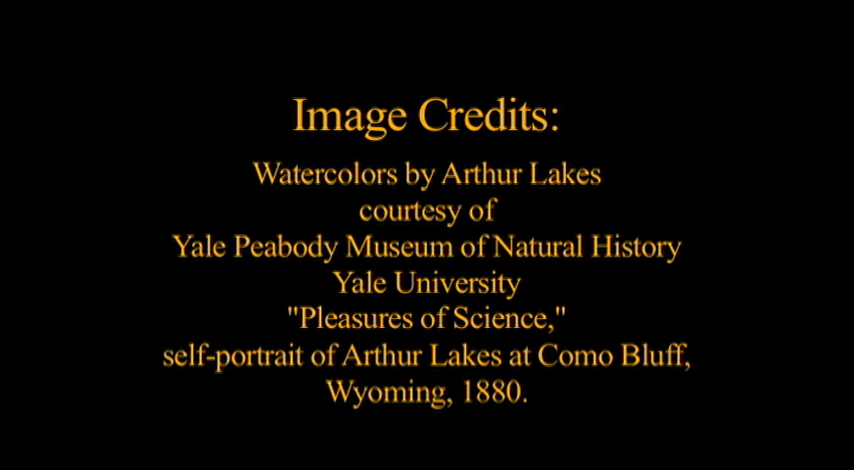 Image Credits:
Watercolors by Arthur Lakes
courtesy of
Yale Peabody Museum of Natural History
Yale University
"Pleasures of Science,"
self-portrait of Arthur Lakes at Como Bluff,
Wyoming, 1880.